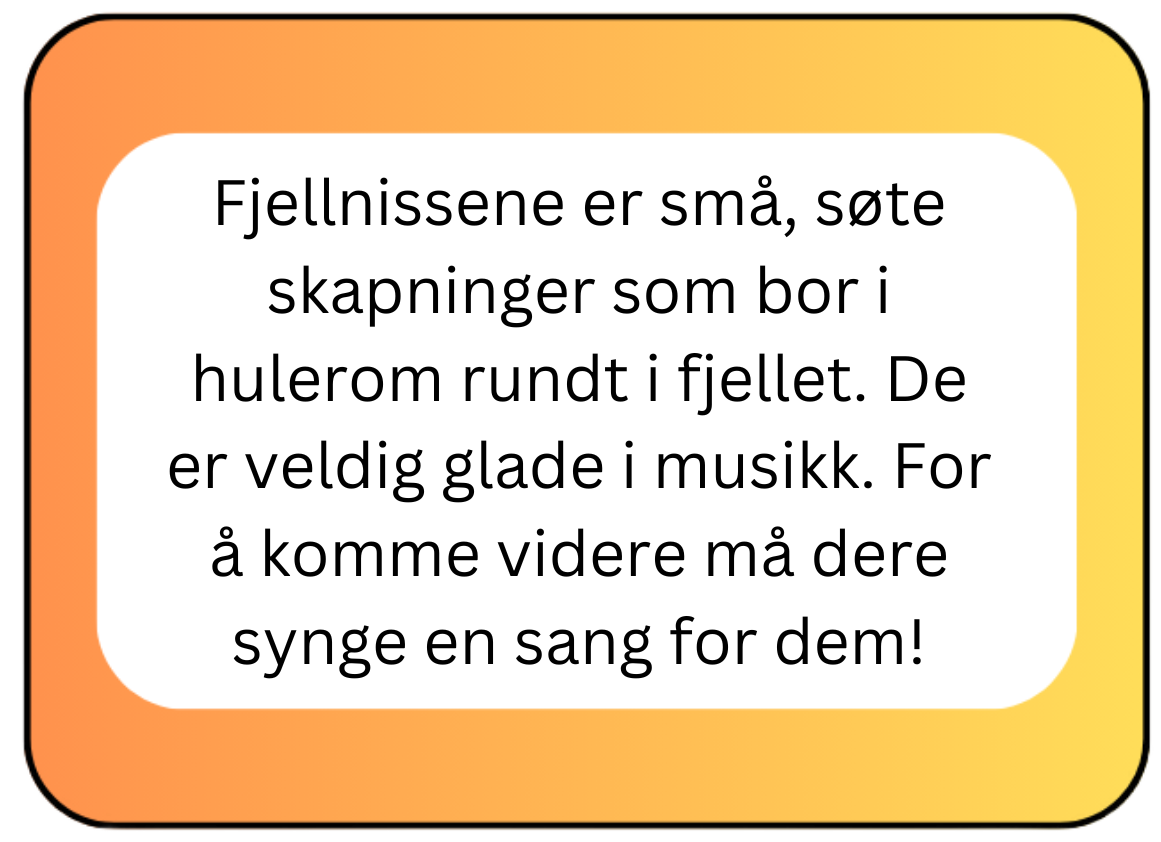 Fjellnissene er små, søte
skapninger som bor i
hulerom rundt i fjellet. De
er veldig glade i musikk. For
å komme videre må dere
synge en sang for dem!